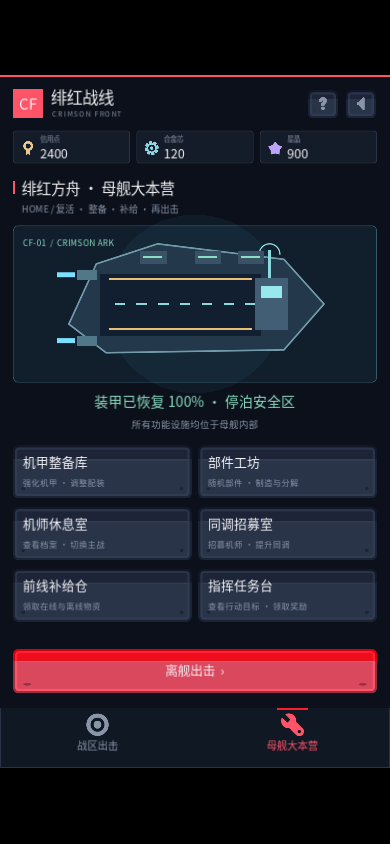 CF
绯红战线
CRIMSON FRONT
?
信用点
2400
合金芯
120
星晶
900
绯红方舟 · 母舰大本营
HOME / 复活 · 整备 · 补给 · 再出击
CF-01 / CRIMSON ARK
装甲已恢复 100% · 停泊安全区
所有功能设施均位于母舰内部
机甲整备库
强化机甲 · 调整配装
部件工坊
随机部件 · 制造与分解
机师休息室
查看档案 · 切换主战
同调招募室
招募机师 · 提升同调
前线补给仓
领取在线与离线物资
指挥任务台
查看行动目标 · 领取奖励
离舰出击 ›
战区出击
母舰大本营